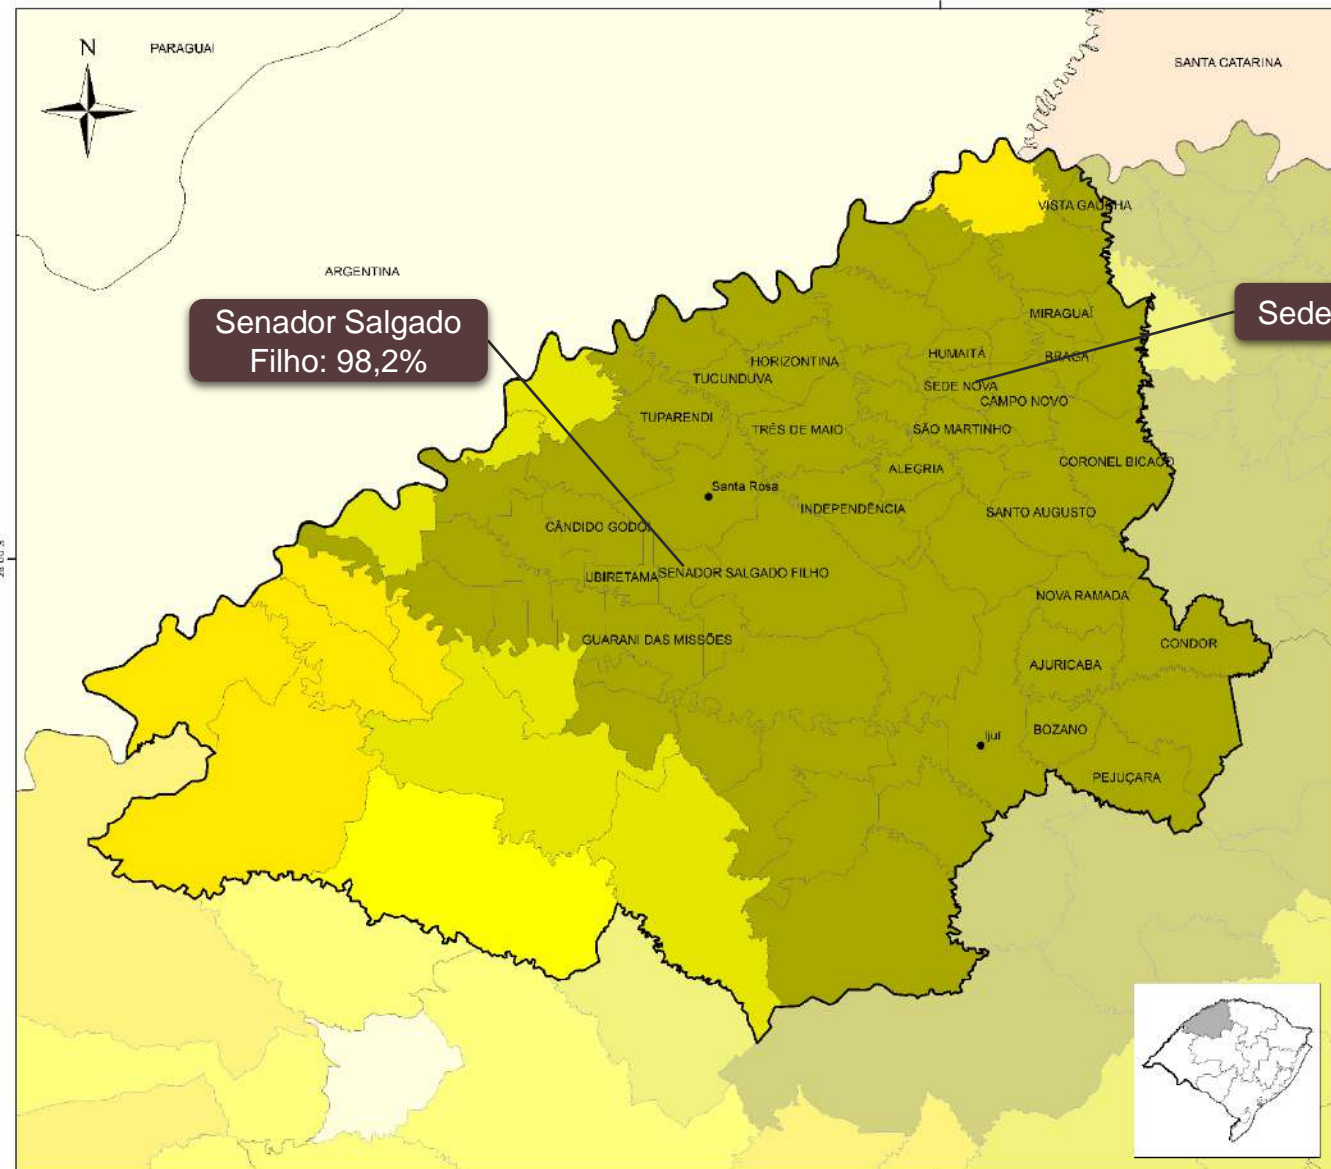 N
PARAGUAI
SANTA CATARINA
VISTA GAÚCHA
ARGENTINA
Senador Salgado
Filho: 98,2%
Sede
MIRAGUAÍ
HUMAITÁ
BRAGA
HORIZONTINA
TUCUNDUVA
SEDE NOVA
CAMPO NOVO
TUPARENDI
TRÊS DE MAIO
SÃO MARTINHO
ALEGRIA
CORONEL BICACO
Santa Rosa
INDEPENDÊNCIA
SANTO AUGUSTO
CÂNDIDO GODÓI
UBIRETAMA
SENADOR SALGADO FILHO
NOVA RAMADA
GUARANI DAS MISSÕES
CONDOR
AJURICABA
BOZANO
Ijuí
PEJUÇARA